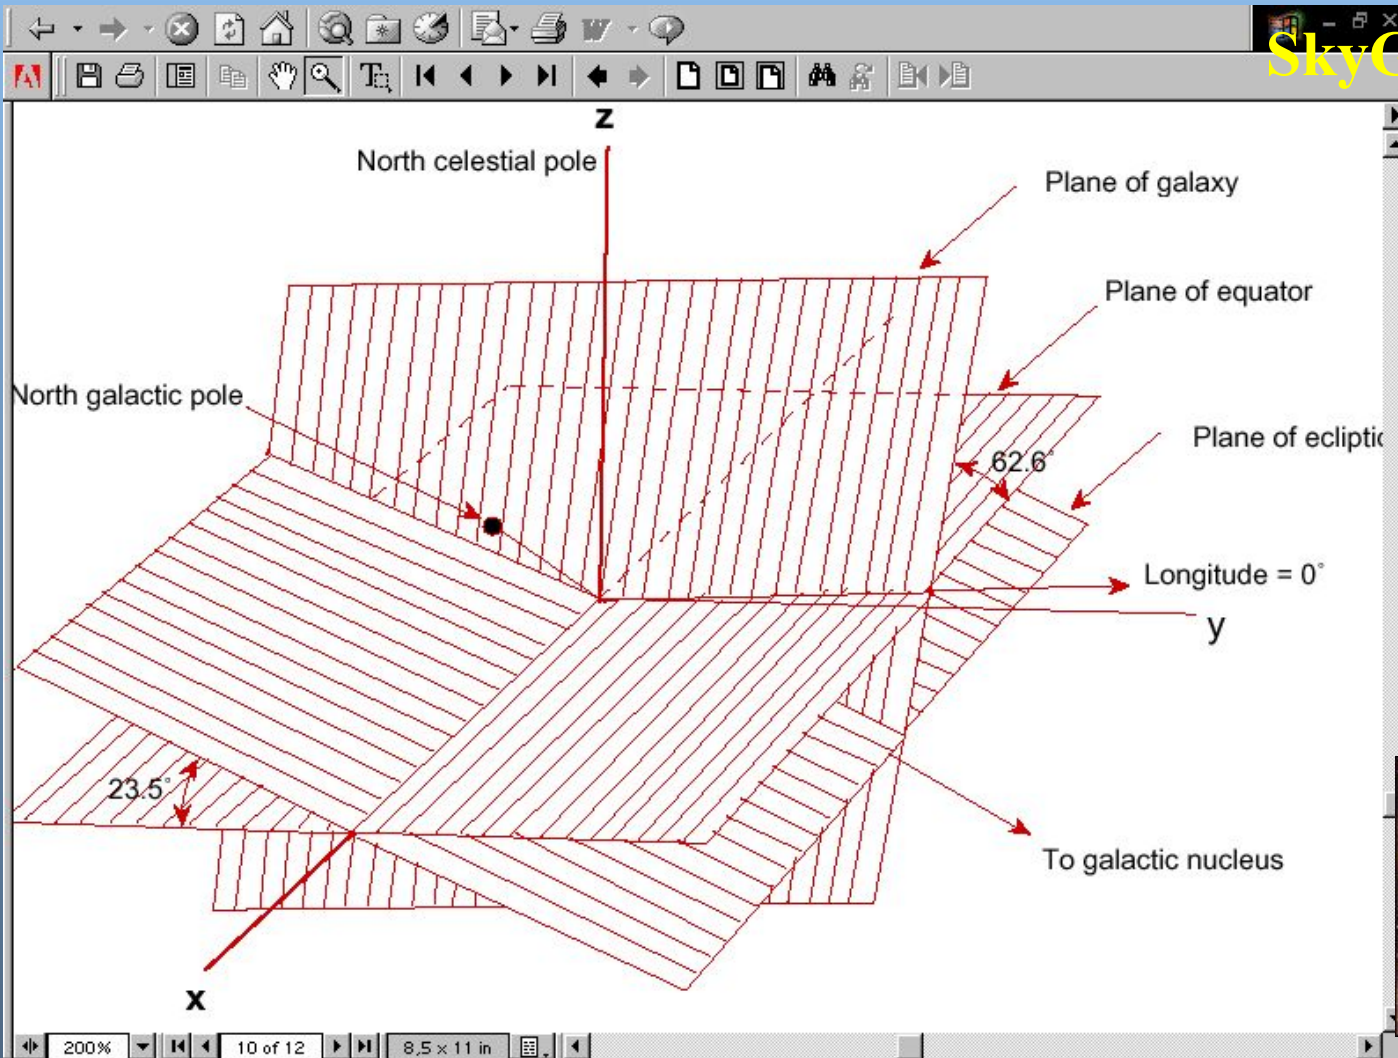 SkyC
z
North celestial pole
Plane of galaxy
Plane of equator
North galactic pole
Plane of ecliptic
62.6°
Longitude = 0°
y
23.5°
To galactic nucleus
x
200%
10 of 12
8,5 x 11 in